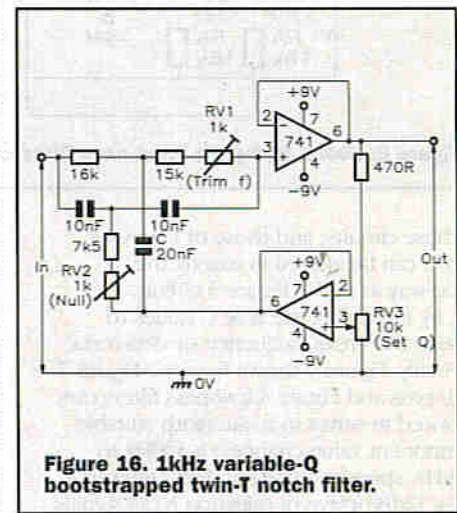 +9V
RV1
1k
2
7
741
6
3
4
16k
15k
(Trim f)
-9V
470R
10nF
10nF
7k5
C
20nF
In
RV2
1k
(Null)
Out
+9V
7
2
6
741
3
4
-9V
RV3
10k
(Set Q)
0V
Figure 16. 1kHz variable-Q
bootstrapped twin-T notch filter.